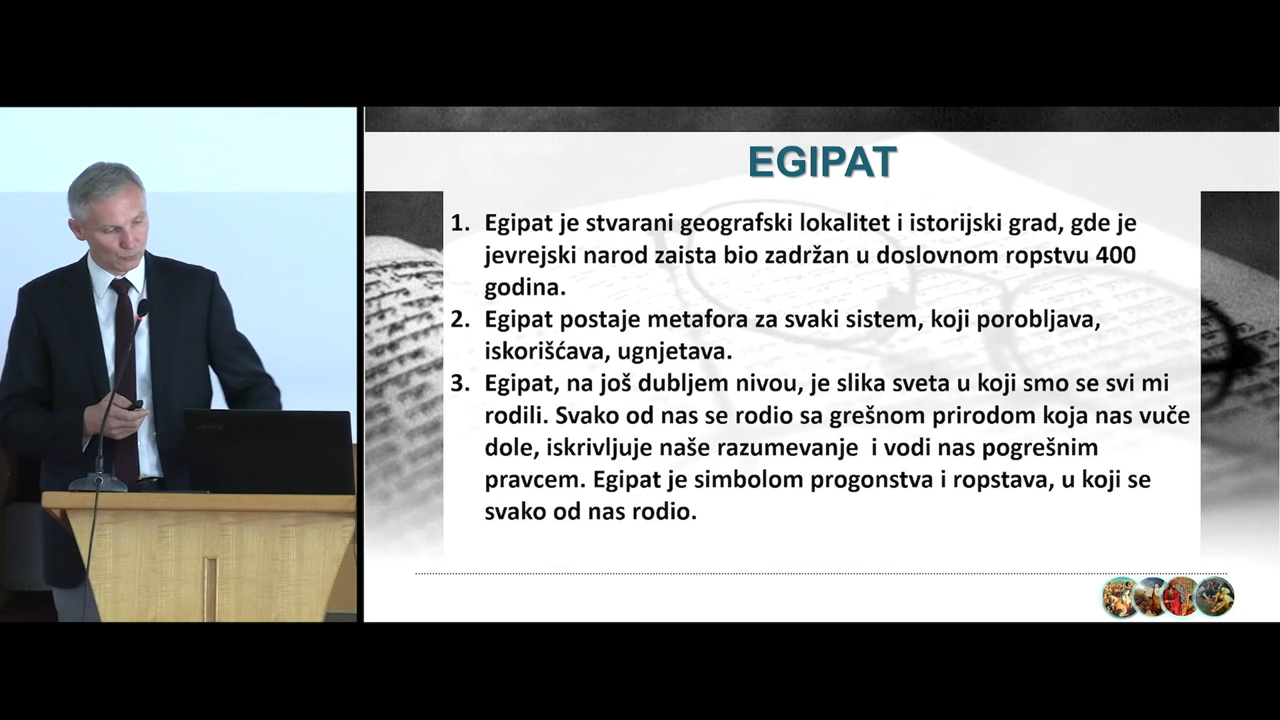 EGIPAT
1. Egipat je stvarani geografski lokalitet i istorijski grad, gde je
jevrejski narod zaista bio zadržan u doslovnom ropstvu 400
godina.
2. Egipat postaje metafora za svaki sistem, koji porobljava,
iskorišćava, ugnjetava.
3. Egipat, na još dubljem nivou, je slika sveta u koji smo se svi mi
rodili. Svako od nas se rodio sa grešnom prirodom koja nas vuče
dole, iskrivljuje naše razumevanje  i vodi nas pogrešnim
pravcem. Egipat je simbolom progonstva i ropstava, u koji se
svako od nas rodio.